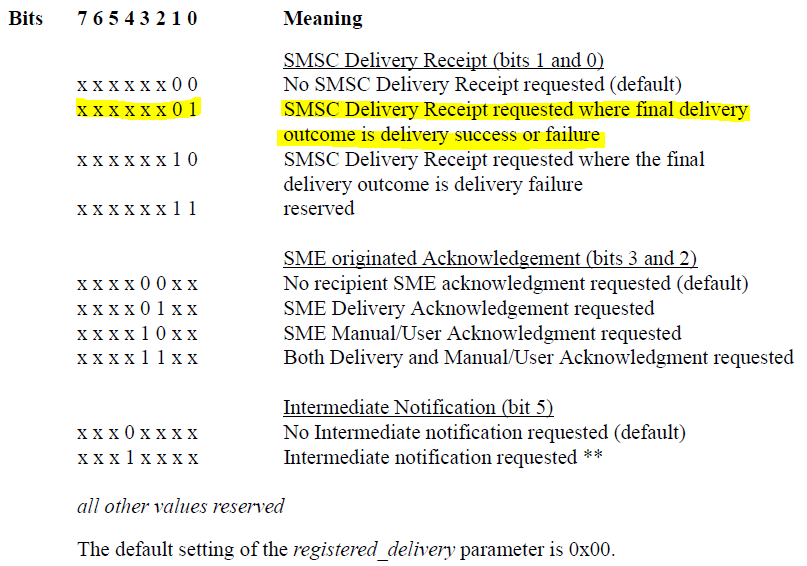 Bits 7 6 5 4 3 2 1 0 Meaning
SMSC Delivery Receipt (bits 1 and 0)
x x x x x x 0 0 No SMSC Delivery Receipt requested (default)
x x x x x x 0 1 SMSC Delivery Receipt requested where final delivery
outcome is delivery success or failure
x x x x x x 1 0 SMSC Delivery Receipt requested where the final
delivery outcome is delivery failure
x x x x x x 1 1 reserved
SME originated Acknowledgement (bits 3 and 2)
x x x x 0 0 x x No recipient SME acknowledgment requested (default)
x x x x 0 1 x x SME Delivery Acknowledgement requested
x x x x 1 0 x x SME Manual/User Acknowledgment requested
x x x x 1 1 x x Both Delivery and Manual/User Acknowledgment requested
Intermediate Notification (bit 5)
x x x 0 x x x x No Intermediate notification requested (default)
x x x 1 x x x x Intermediate notification requested **
all other values reserved
The default setting of the registered_delivery parameter is 0x00.